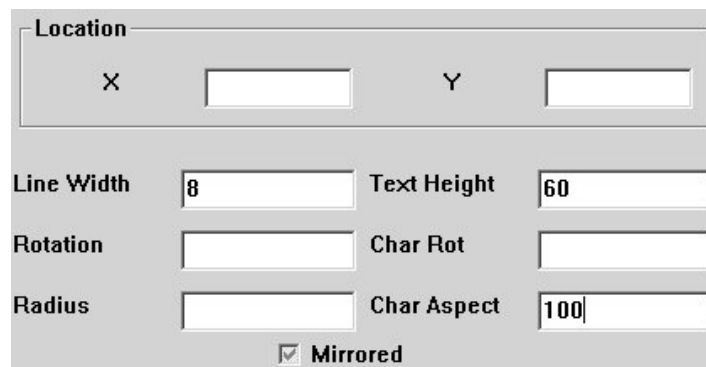 Location
X Y
Line Width 8 Text Height 60
Rotation Char Rot
Radius Char Aspect 100
Mirrored